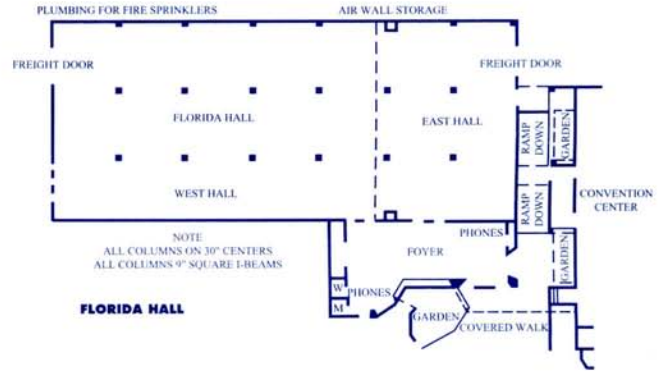 PLUMBING FOR FIRE SPRINKLERS
AIR WALL STORAGE
FREIGHT DOOR
FREIGHT DOOR
FLORIDA HALL
EAST HALL
RAMP
DOWN
GARDEN
WEST HALL
RAMP
DOWN
CONVENTION
CENTER
NOTE
ALL COLUMNS ON 30" CENTERS
ALL COLUMNS 9" SQUARE I-BEAMS
PHONES
FOYER
GARDEN
W
PHONES
M
FLORIDA HALL
GARDEN
COVERED WALK